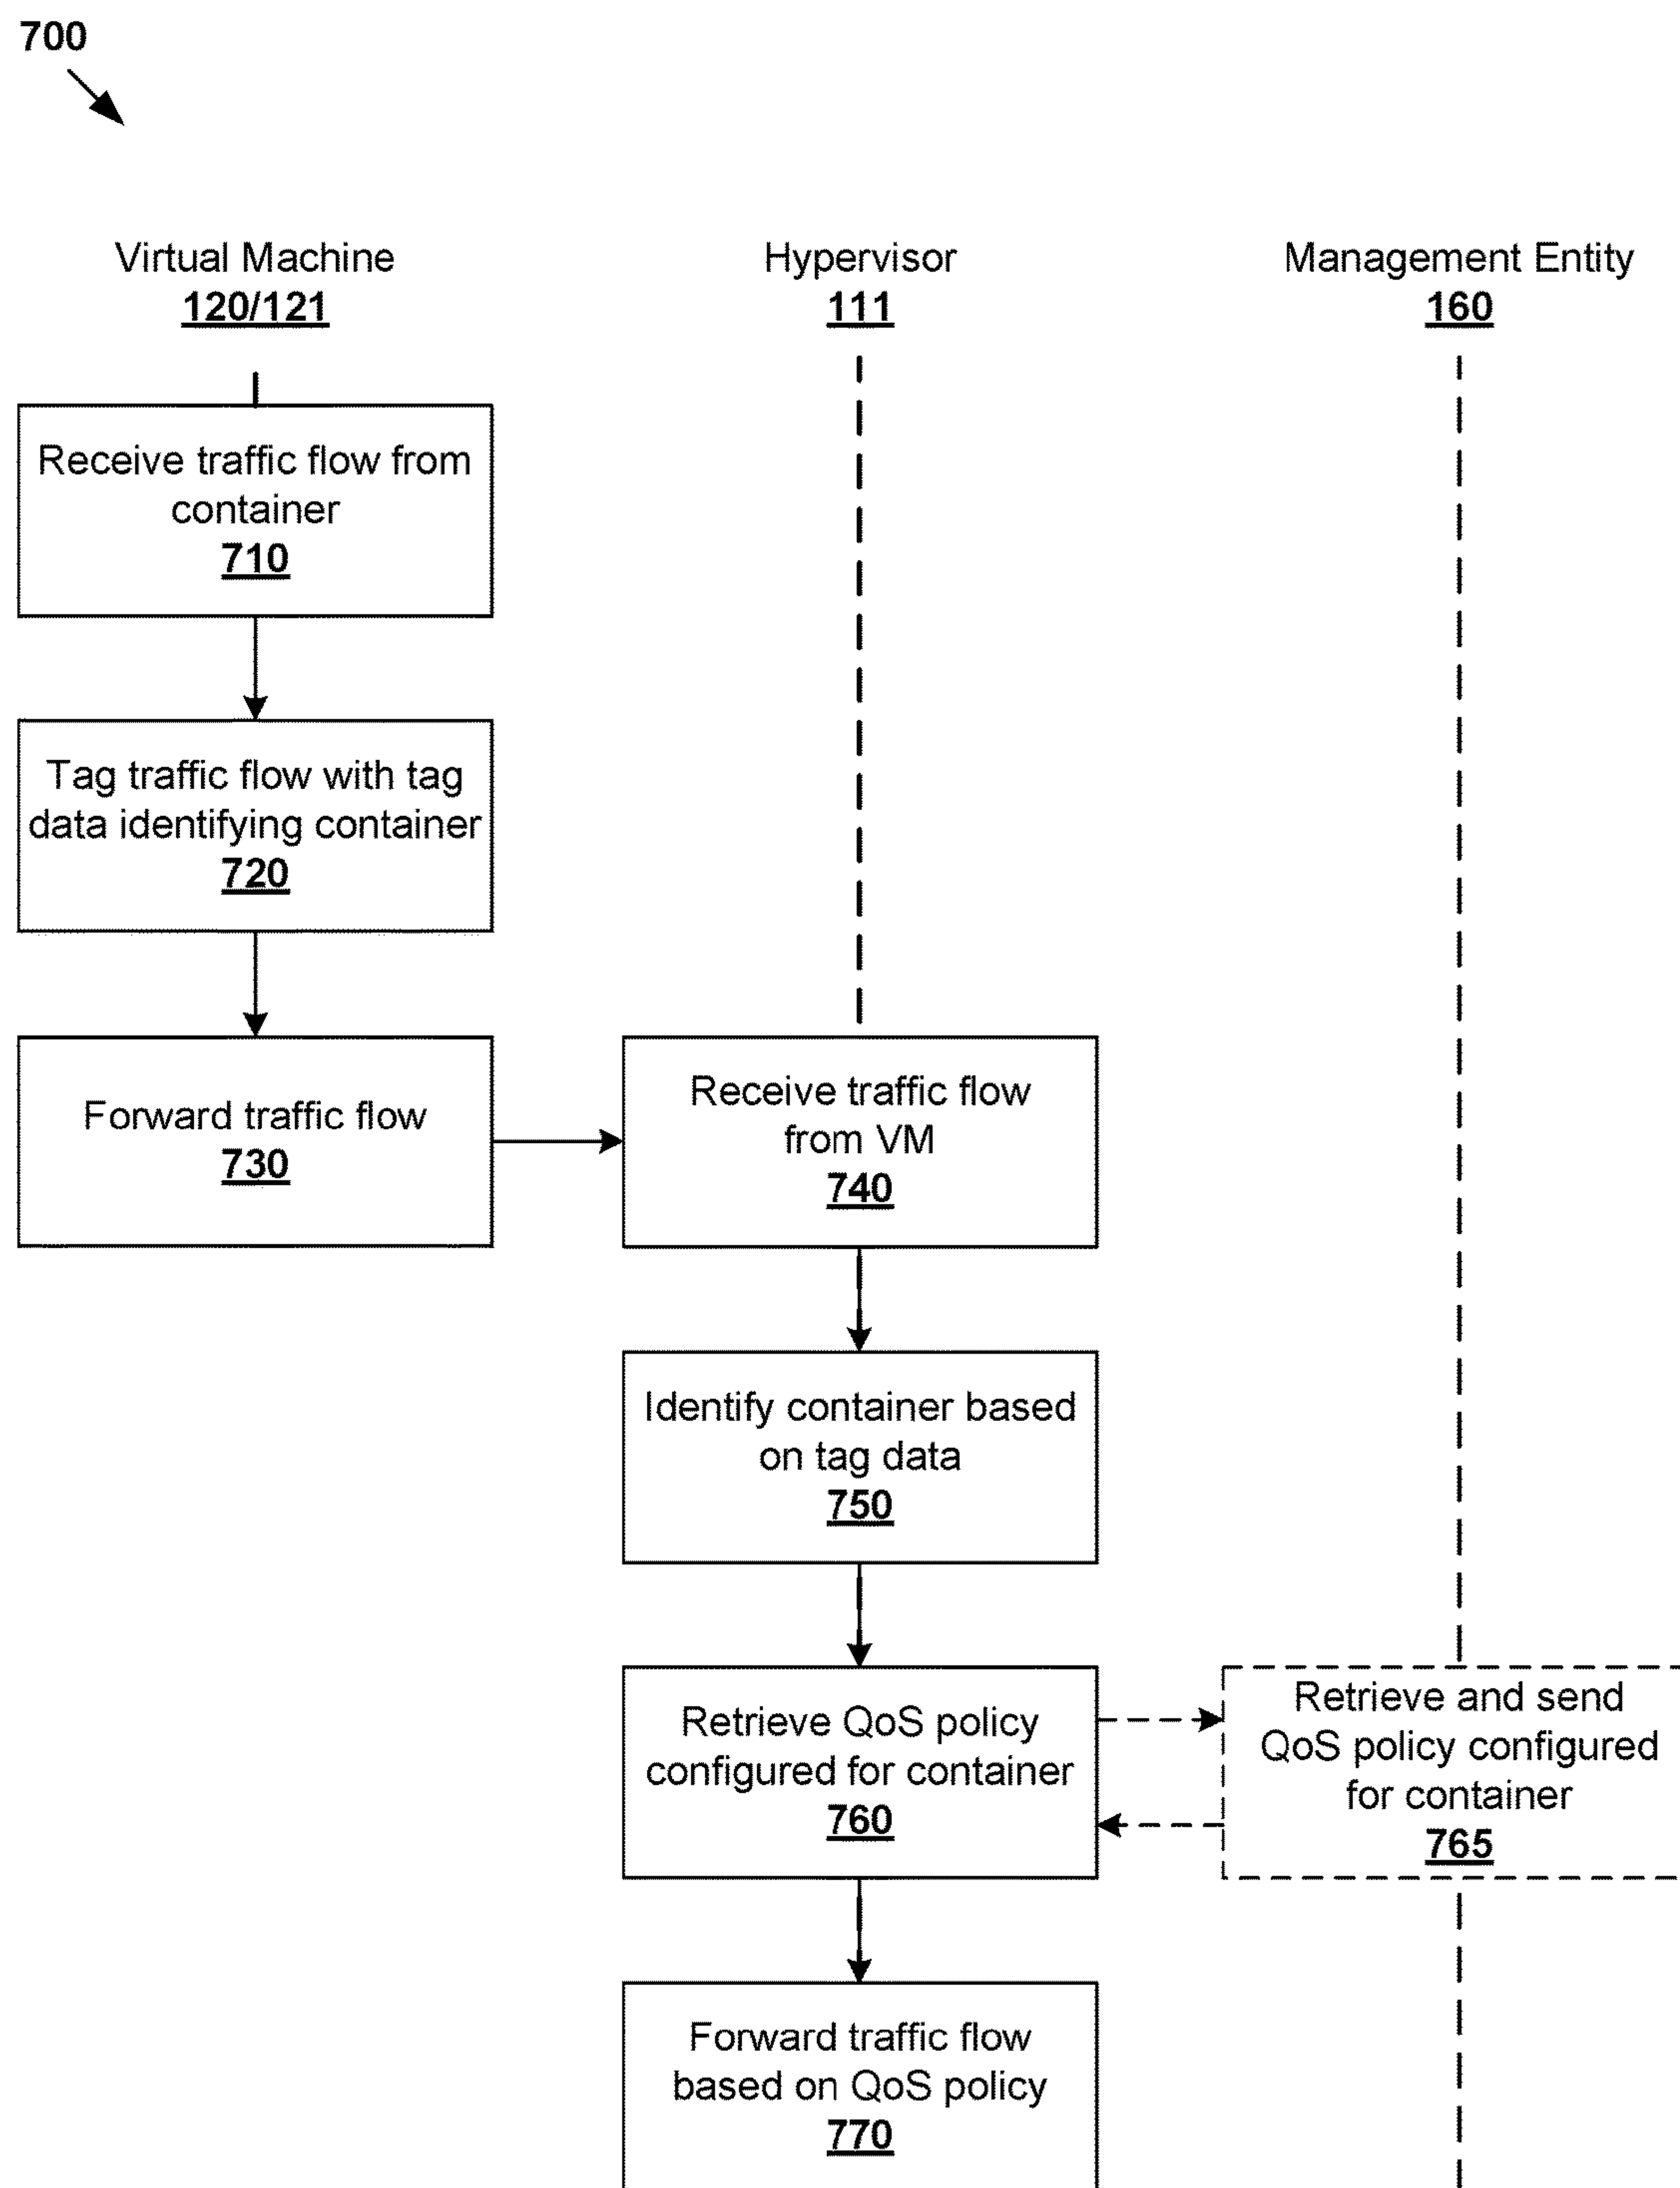 700
Virtual Machine
120/121
Hypervisor
111
Management Entity
160
Receive traffic flow from
container
710
Tag traffic flow with tag
data identifying container
720
Forward traffic flow
730
Receive traffic flow
from VM
740
Identify container based
on tag data
750
Retrieve QoS policy
configured for container
760
Retrieve and send
QoS policy configured
for container
765
Forward traffic flow
based on QoS policy
770